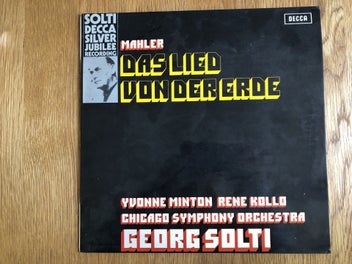 SOLTI
DECCA
SILVER
JUBILEE
RECORDING
DECCA
MAHLER
DAS LIED
VON DER ERDE
YVONNE MINTON RENE KOLLO
CHICAGO SYMPHONY ORCHESTRA
GEORG SOLTI